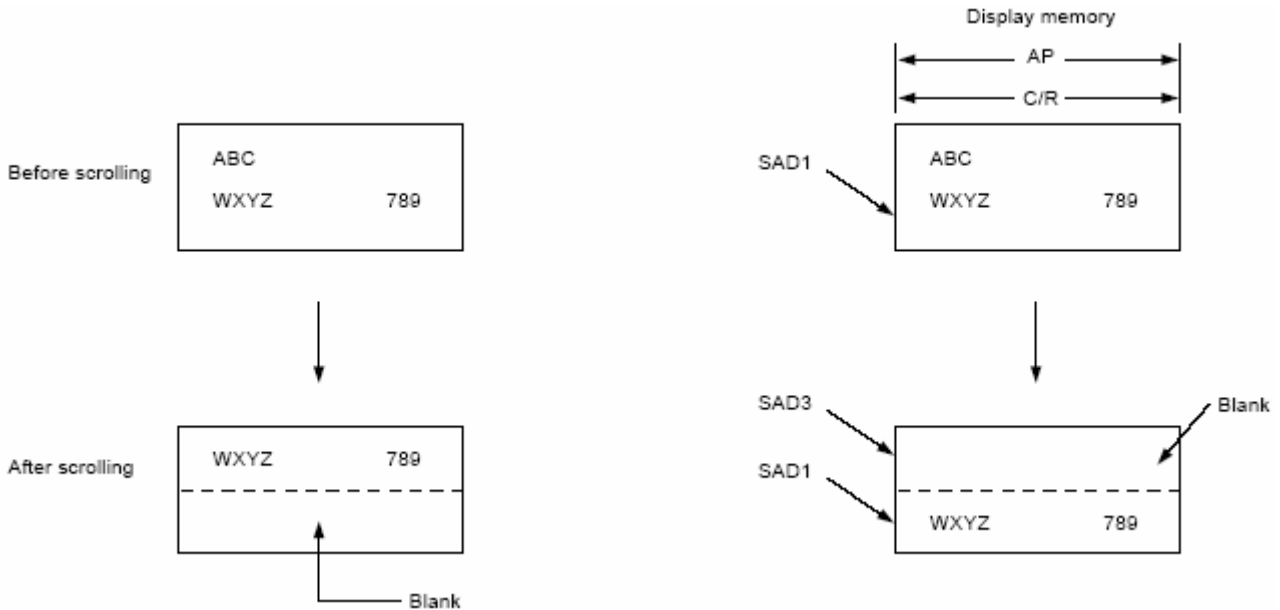 Display memory
AP
C/R
Before scrolling
ABC
WXYZ 789
SAD1
ABC
WXYZ 789
After scrolling
WXYZ 789
Blank
SAD3
SAD1
Blank
WXYZ 789